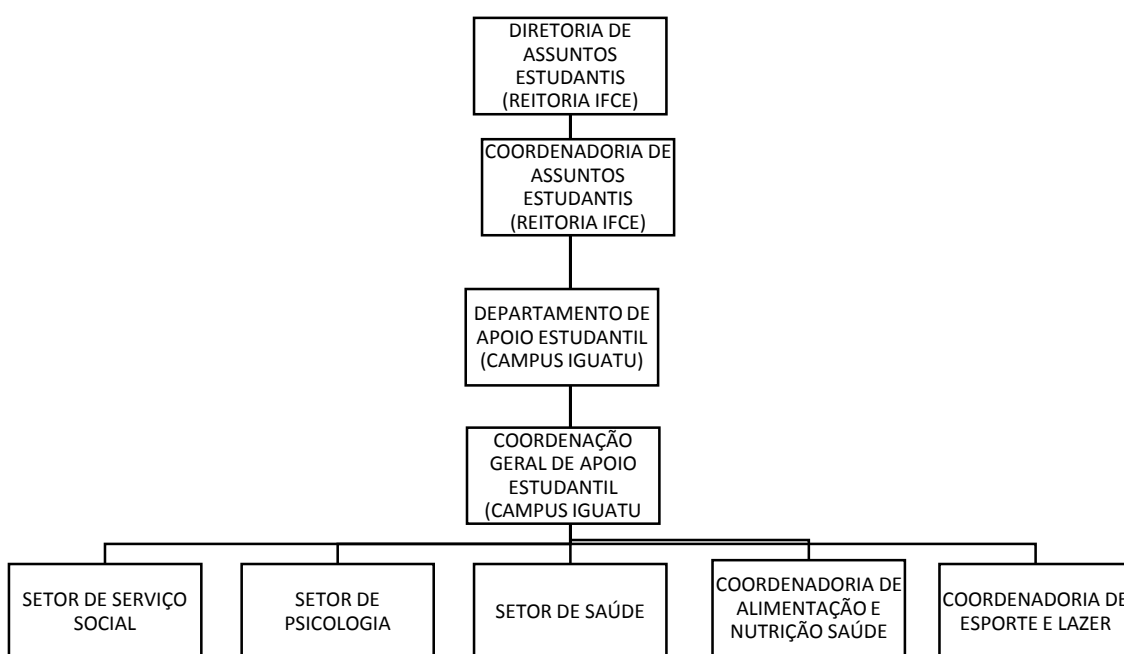 DIRETORIA DE
ASSUNTOS
ESTUDANTIS
(REITORIA IFCE)
COORDENADORIA DE
ASSUNTOS
ESTUDANTIS
(REITORIA IFCE)
DEPARTAMENTO DE
APOIO ESTUDANTIL
(CAMPUS IGUATU)
COORDENAÇÃO
GERAL DE APOIO
ESTUDANTIL
(CAMPUS IGUATU
SETOR DE SERVIÇO
SOCIAL
SETOR DE
PSICOLOGIA
SETOR DE SAÚDE
COORDENADORIA DE
ALIMENTAÇÃO E
NUTRIÇÃO SAÚDE
COORDENADORIA DE
ESPORTE E LAZER